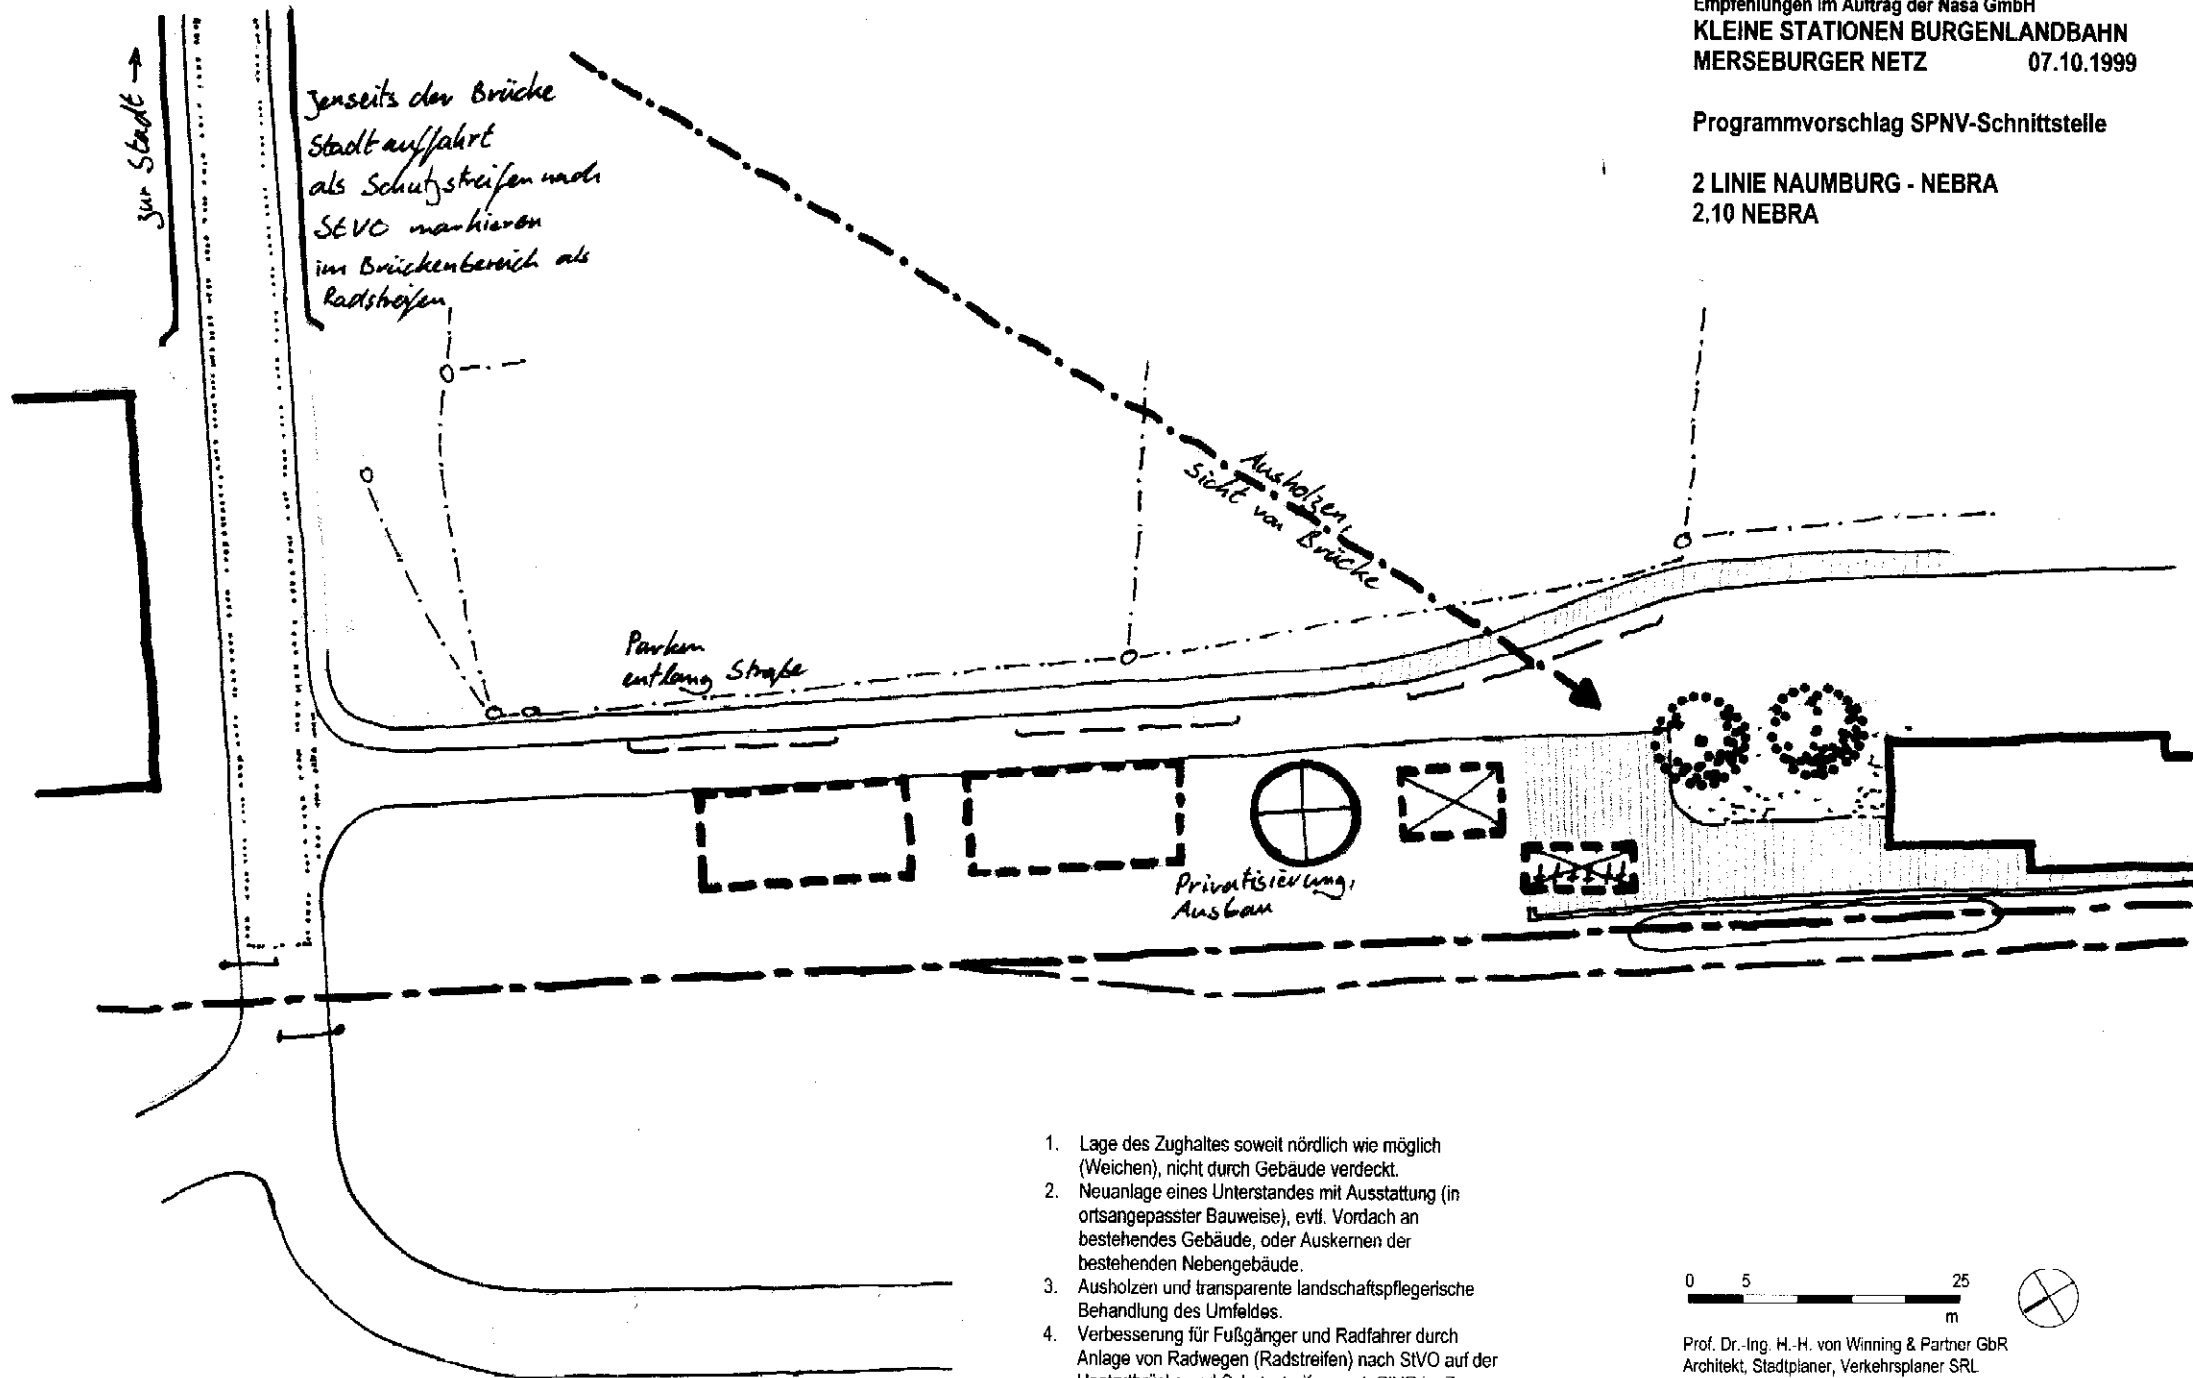 Empfehlungen im Auftrag der Nasa GmbH
KLEINE STATIONEN BURGENLANDBAHN
MERSEBURGER NETZ 07.10.1999
Programmvorschlag SPNV-Schnittstelle
2 LINIE NAUMBURG - NEBRA
2,10 NEBRA
zur Stadt →
Jenseits der Brücke
Stadtauffahrt
als Schutzstreifen nach
StVO markieren
im Brückenbereich als
Radstreifen
Ausholzen,
Sicht von Brücke
Parken
entlang Straße
Privatisierung,
Ausbau
1. Lage des Zughaltes soweit nördlich wie möglich
(Weichen), nicht durch Gebäude verdeckt.
2. Neuanlage eines Unterstandes mit Ausstattung (in
ortsangepasster Bauweise), evtl. Vordach an
bestehendes Gebäude, oder Auskernen der
bestehenden Nebengebäude.
3. Ausholzen und transparente landschaftspflegerische
Behandlung des Umfeldes.
4. Verbesserung für Fußgänger und Radfahrer durch
Anlage von Radwegen (Radstreifen) nach StVO auf der
0 5 25
m
Prof. Dr.-Ing. H.-H. von Winning & Partner GbR
Architekt, Stadtplaner, Verkehrsplaner SRL